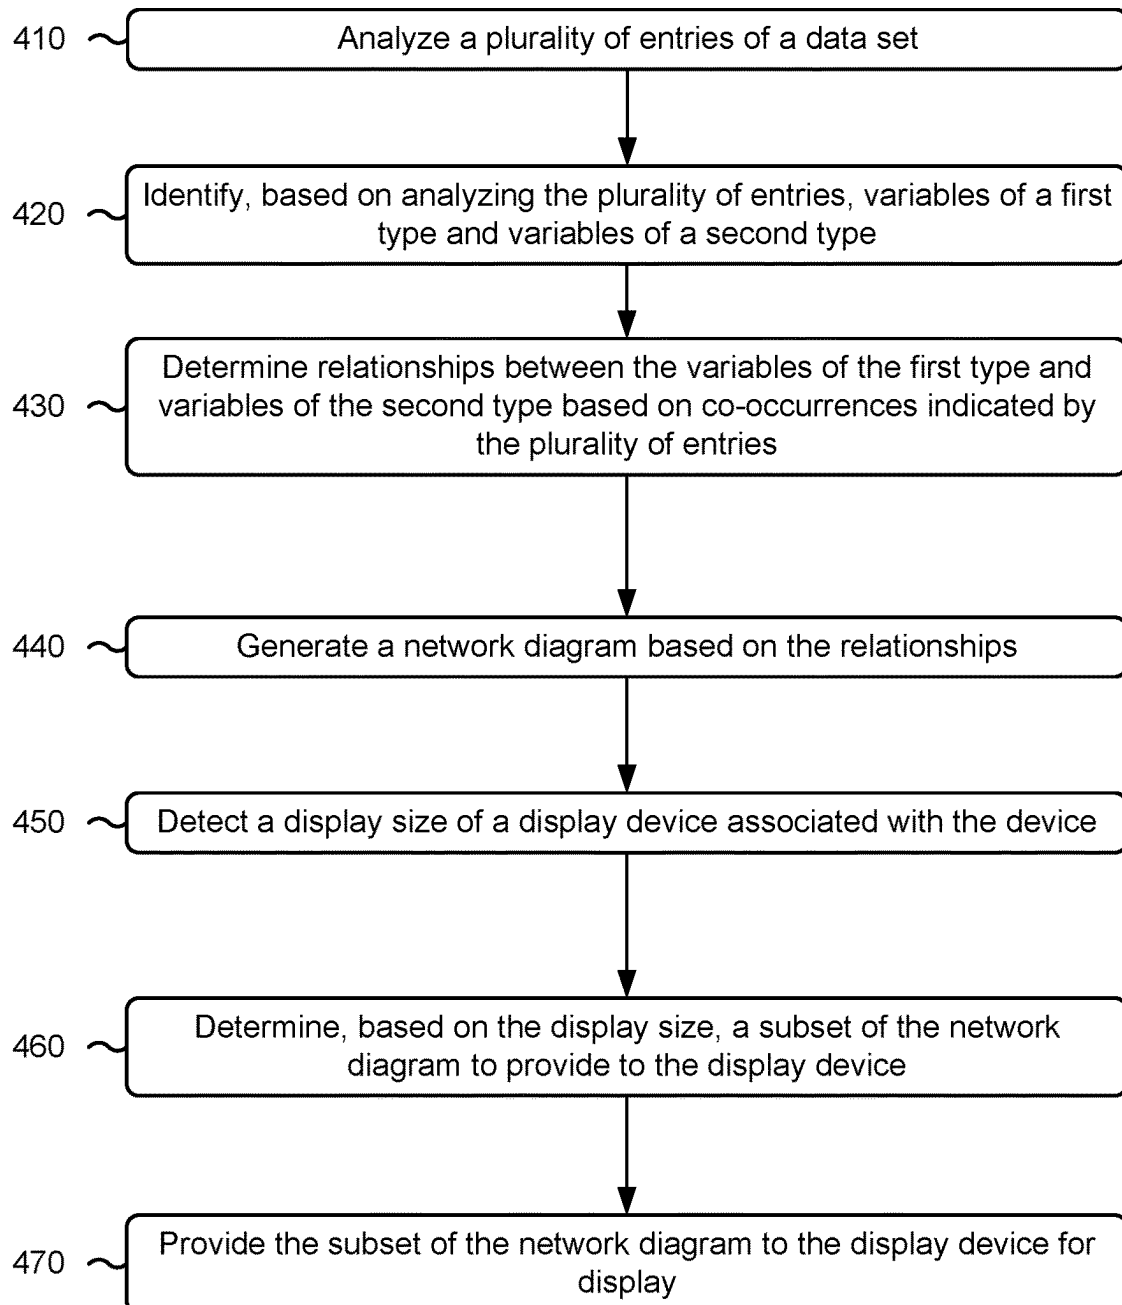 410
Analyze a plurality of entries of a data set
420
Identify, based on analyzing the plurality of entries, variables of a first
type and variables of a second type
430
Determine relationships between the variables of the first type and
variables of the second type based on co-occurrences indicated by
the plurality of entries
440
Generate a network diagram based on the relationships
450
Detect a display size of a display device associated with the device
460
Determine, based on the display size, a subset of the network
diagram to provide to the display device
470
Provide the subset of the network diagram to the display device for
display